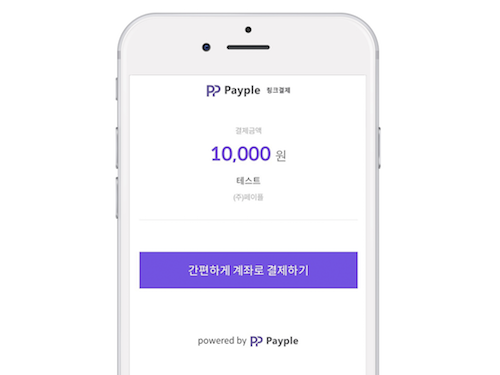 Payple 링크결제
결제금액
10,000 원
테스트
(주)페이플
간편하게 계좌로 결제하기
powered by Payple